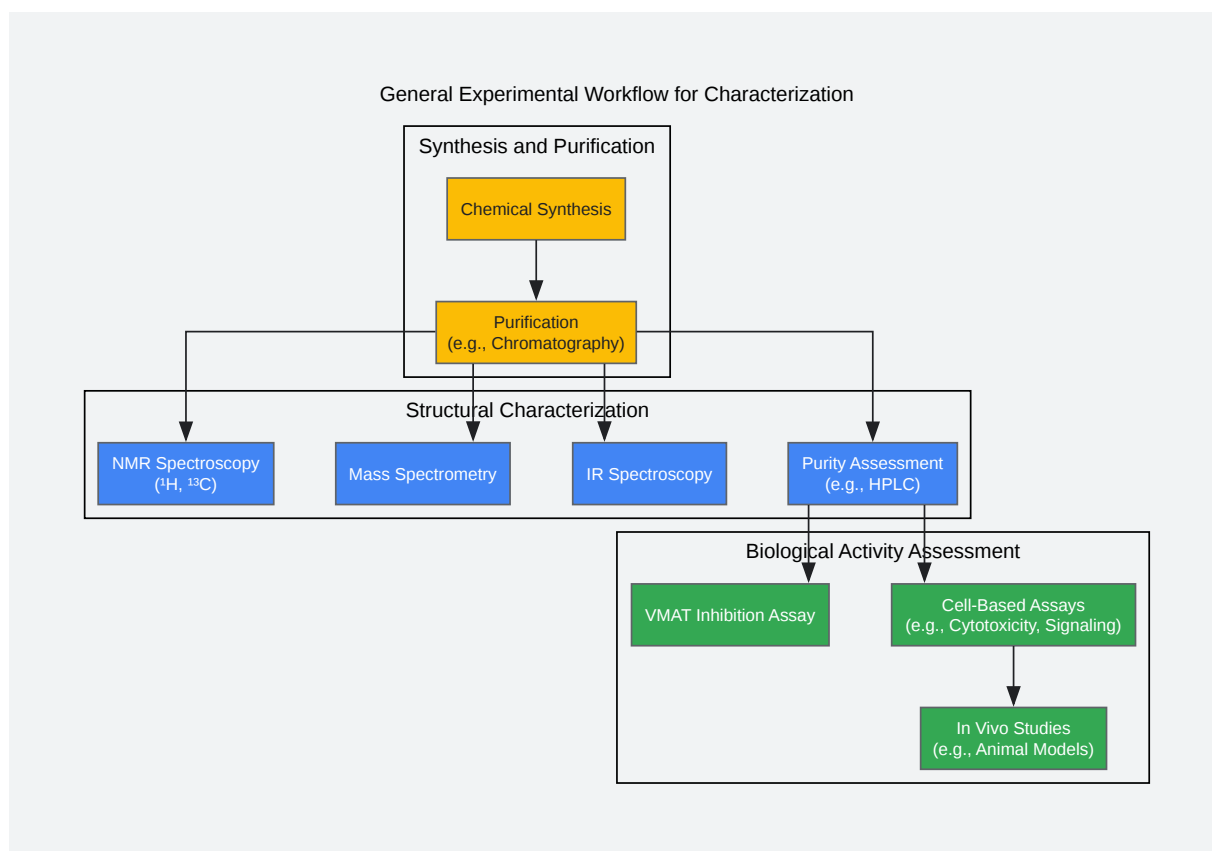 General Experimental Workflow for Characterization
Synthesis and Purification
Chemical Synthesis
Purification
(e.g., Chromatography)
Structural Characterization
NMR Spectroscopy
(¹H, ¹³C)
Mass Spectrometry
IR Spectroscopy
Purity Assessment
(e.g., HPLC)
Biological Activity Assessment
VMAT Inhibition Assay
Cell-Based Assays
(e.g., Cytotoxicity, Signaling)
In Vivo Studies
(e.g., Animal Models)